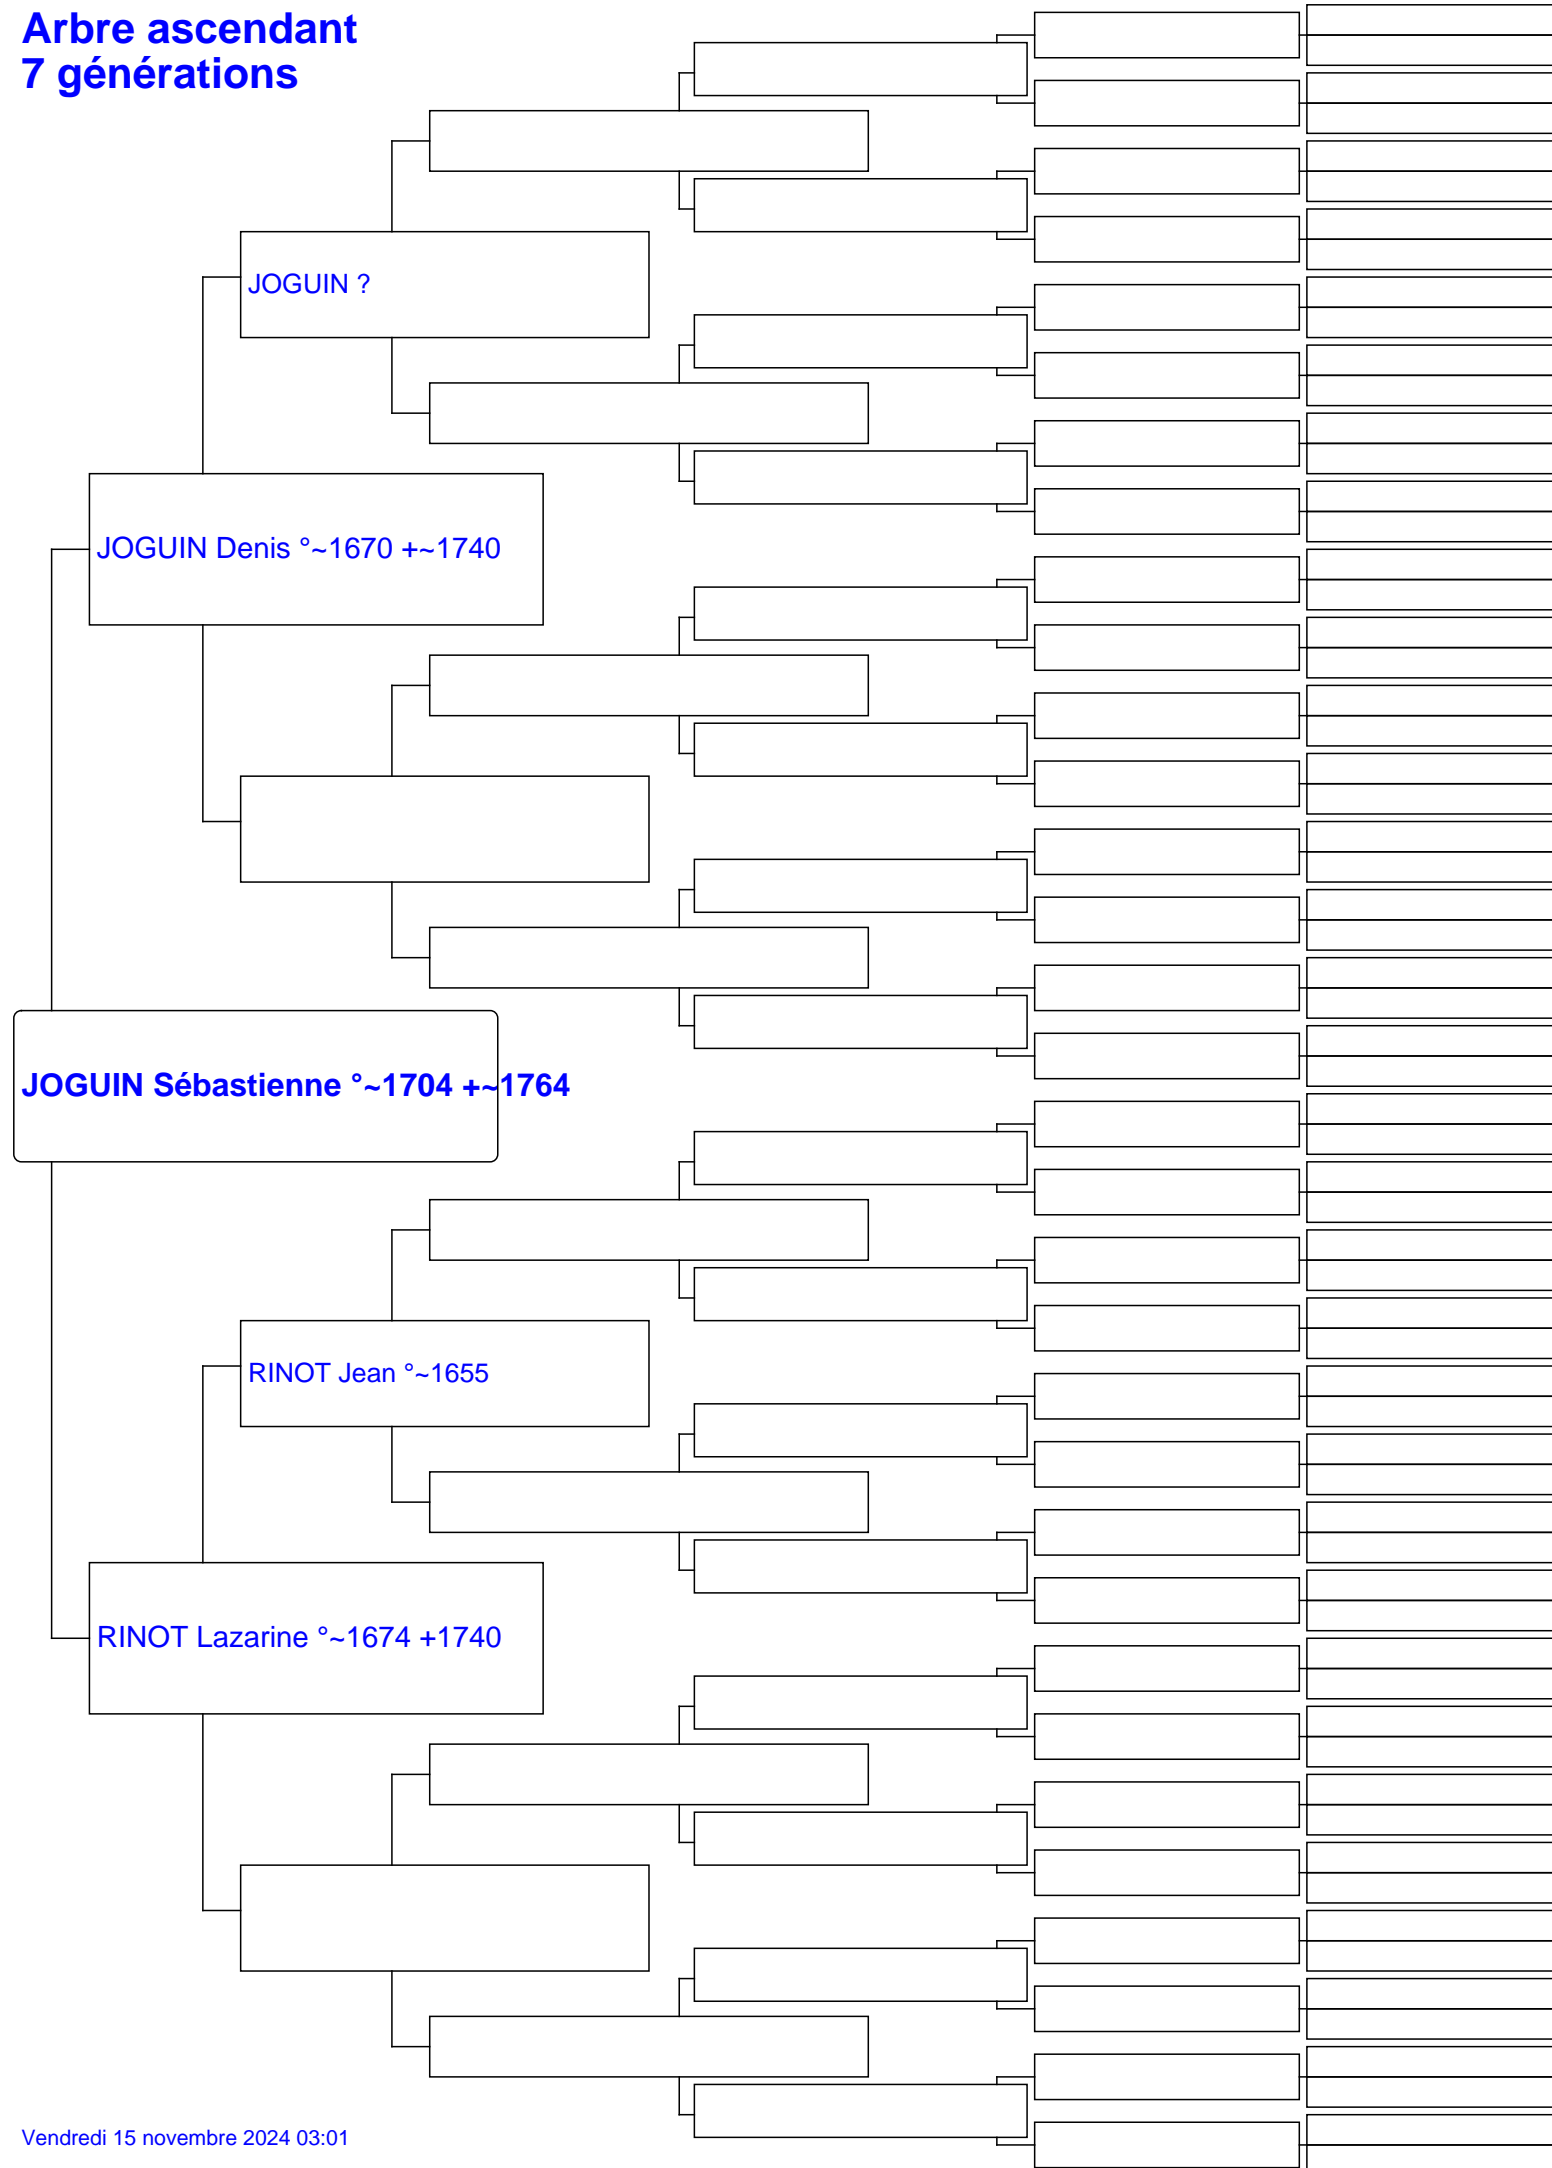 Arbre ascendant
7 générations
JOGUIN ?
JOGUIN Denis °~1670 +~1740
JOGUIN Sébastienne °~1704 +~1764
RINOT Jean °~1655
RINOT Lazarine °~1674 +1740
Vendredi 15 novembre 2024 03:01